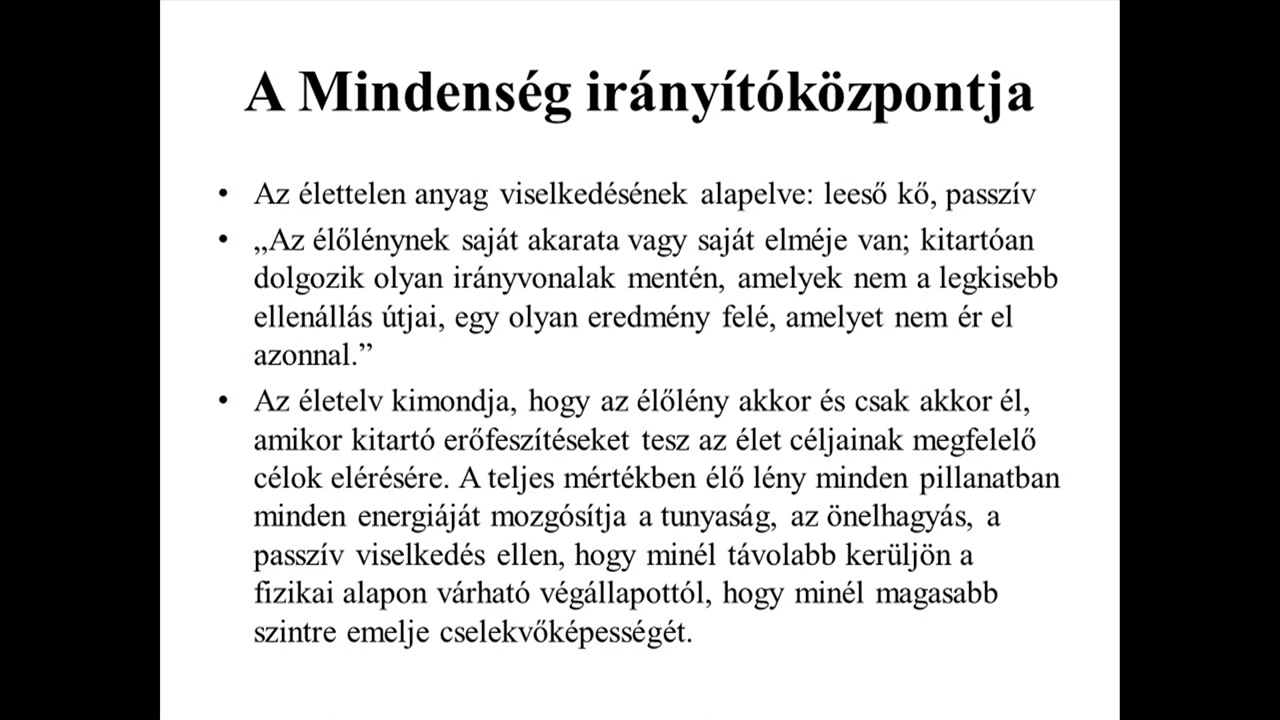 A Mindenség irányítóközpontja
• Az élettelen anyag viselkedésének alapelve: leeső kő, passzív
• „Az élőlénynek saját akarata vagy saját elméje van; kitartóan
dolgozik olyan irányvonalak mentén, amelyek nem a legkisebb
ellenállás útjai, egy olyan eredmény felé, amelyet nem ér el
azonnal.”
• Az életelv kimondja, hogy az élőlény akkor és csak akkor él,
amikor kitartó erőfeszítéseket tesz az élet céljainak megfelelő
célok elérésére. A teljes mértékben élő lény minden pillanatban
minden energiáját mozgósítja a tunyaság, az önelhagyás, a
passzív viselkedés ellen, hogy minél távolabb kerüljön a
fizikai alapon várható végállapottól, hogy minél magasabb
szintre emelje cselekvőképességét.